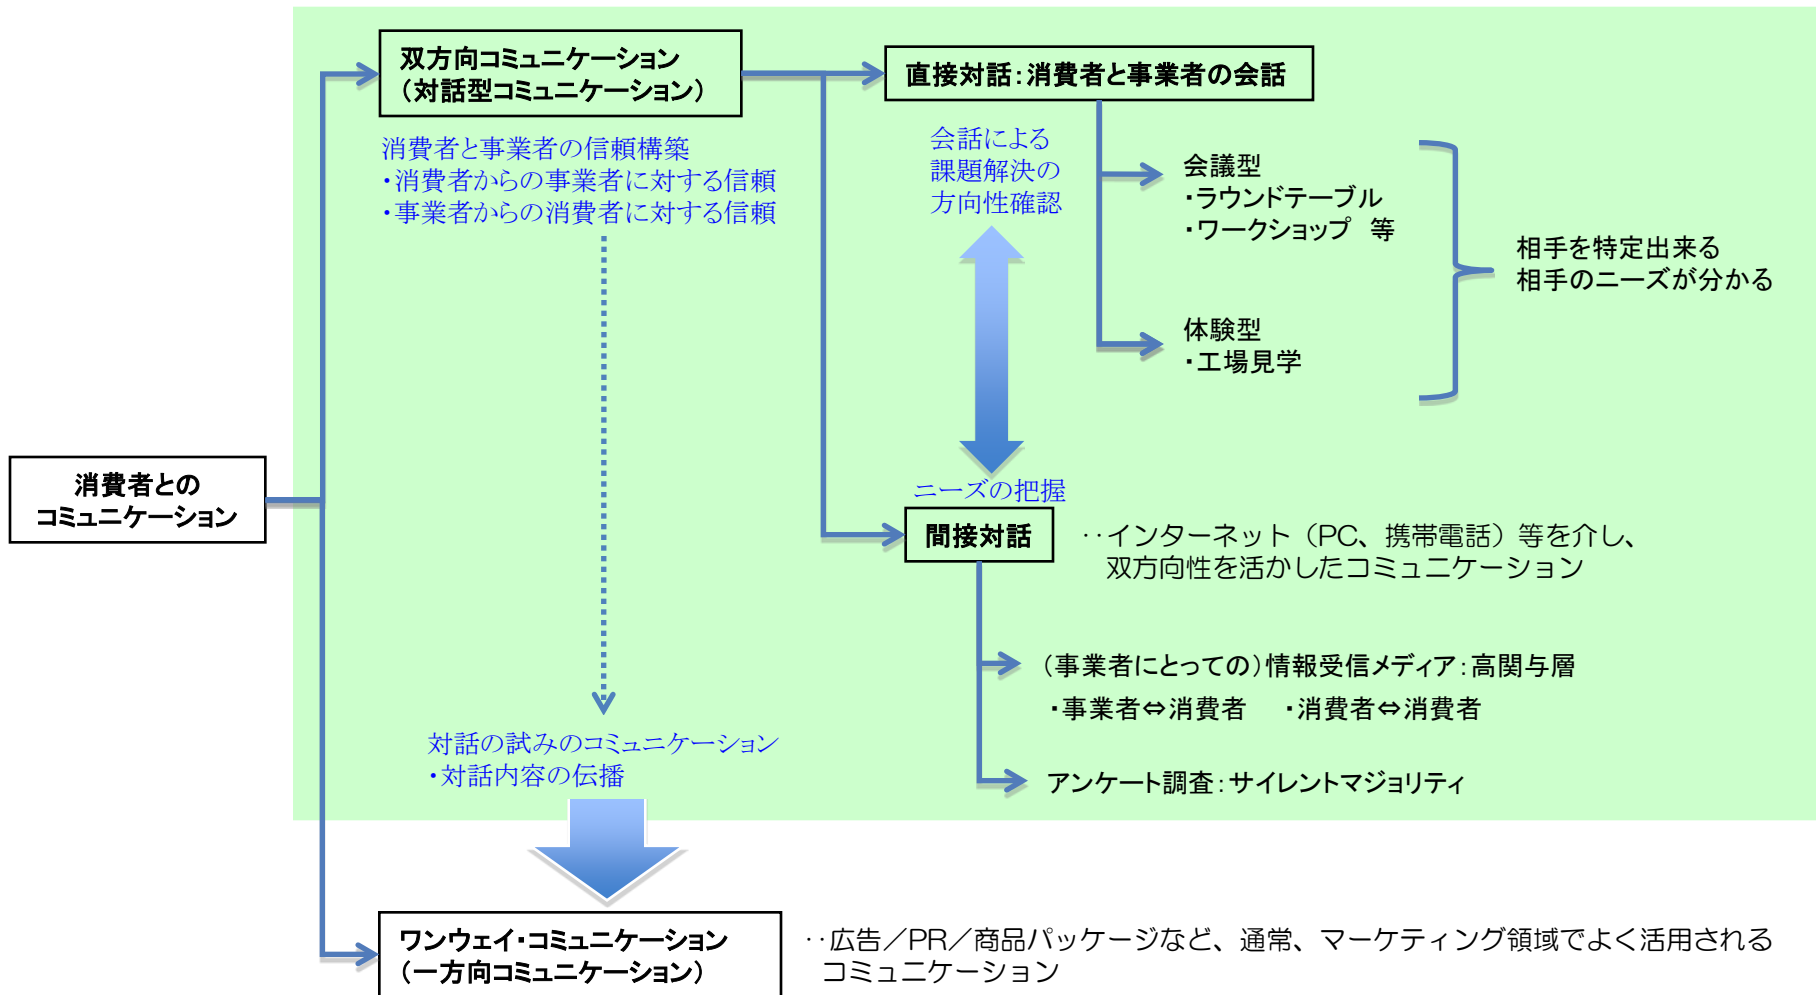 双方向コミュニケーション
（対話型コミュニケーション）
消費者と事業者の信頼構築
・消費者からの事業者に対する信頼
・事業者からの消費者に対する信頼
直接対話：消費者と事業者の会話
会話による
課題解決の
方向性確認
会議型
・ラウンドテーブル
・ワークショップ　等
体験型
・工場見学
相手を特定出来る
相手のニーズが分かる
消費者との
コミュニケーション
ニーズの把握
間接対話
‥インターネット（PC、携帯電話）等を介し、
双方向性を活かしたコミュニケーション
（事業者にとっての）情報受信メディア：高関与層
・事業者⇔消費者　・消費者⇔消費者
アンケート調査：サイレントマジョリティ
対話の試みのコミュニケーション
・対話内容の伝播
ワンウェイ・コミュニケーション
（一方向コミュニケーション）
‥広告／PR／商品パッケージなど、通常、マーケティング領域でよく活用される
コミュニケーション